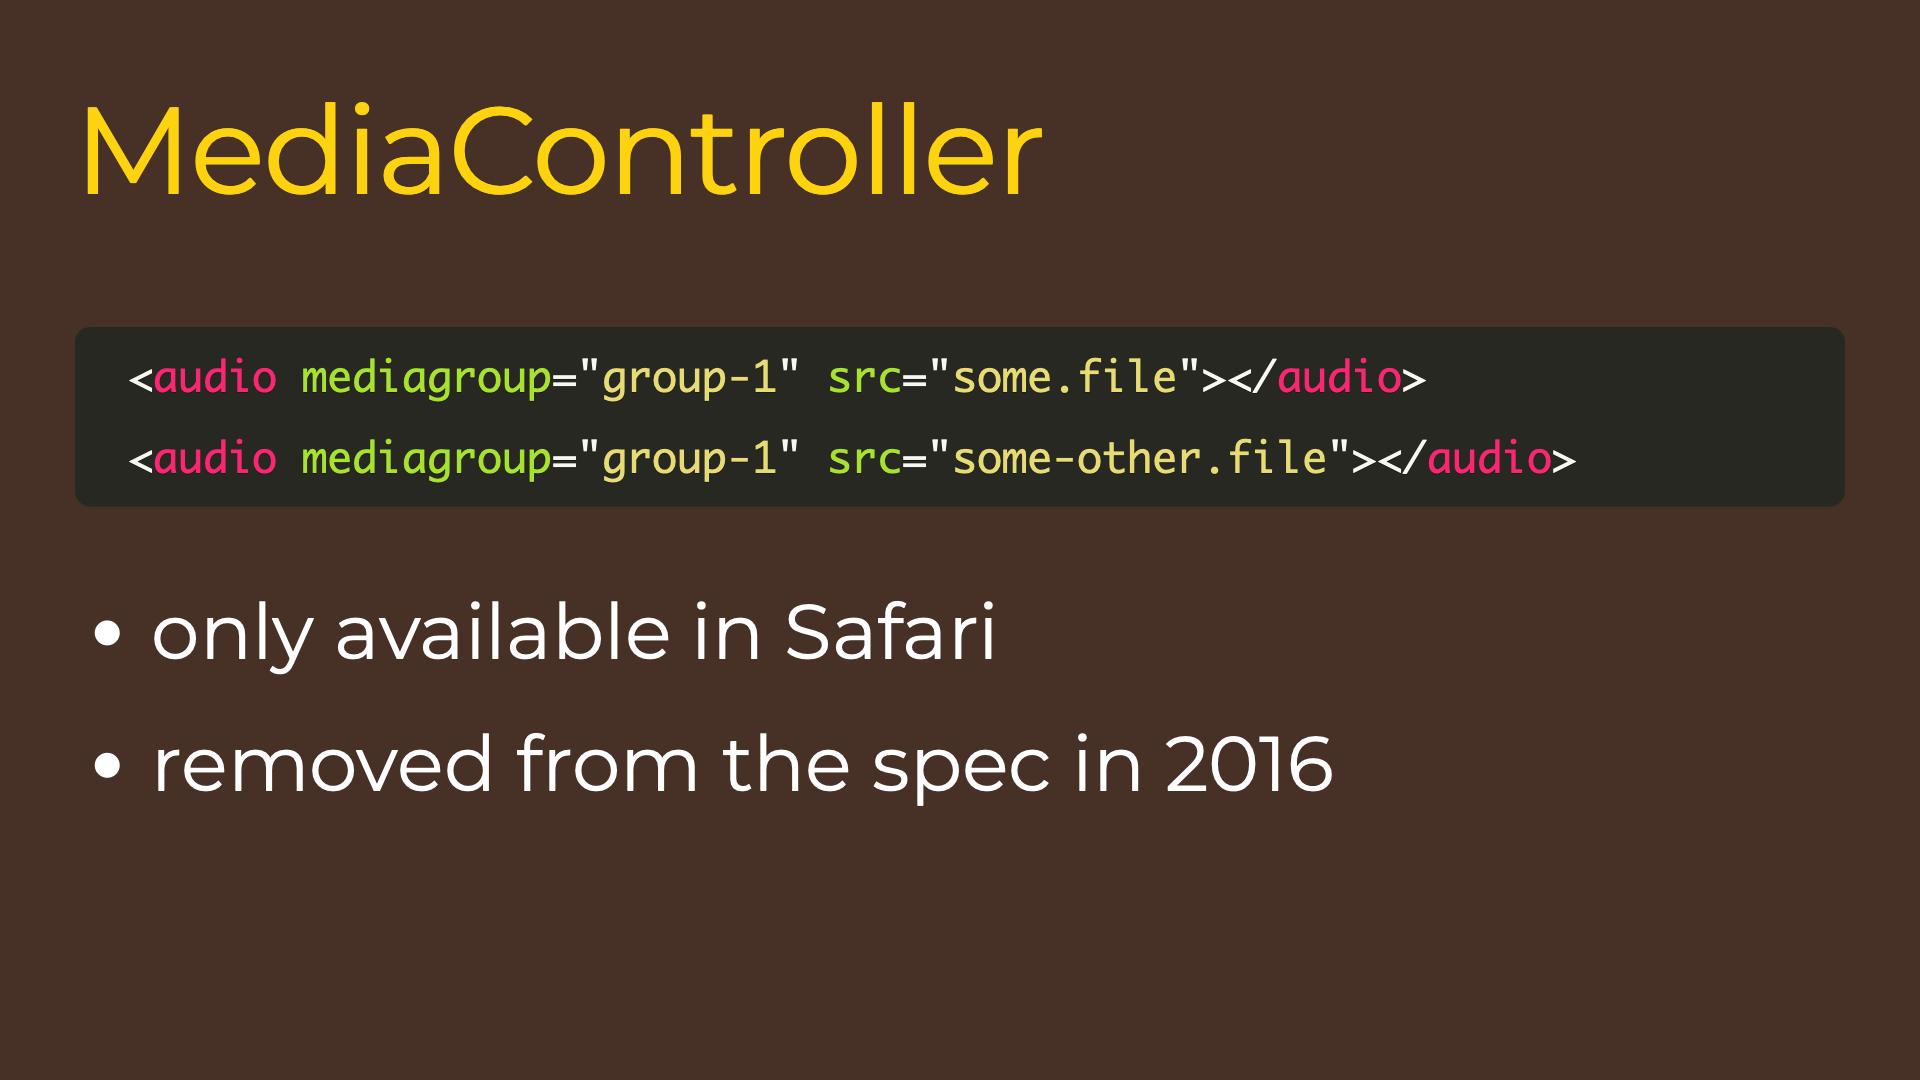 MediaController
<audio mediagroup="group-1" src="some.file"></audio>
<audio mediagroup="group-1" src="some-other.file"></audio>
• only available in Safari
• removed from the spec in 2016